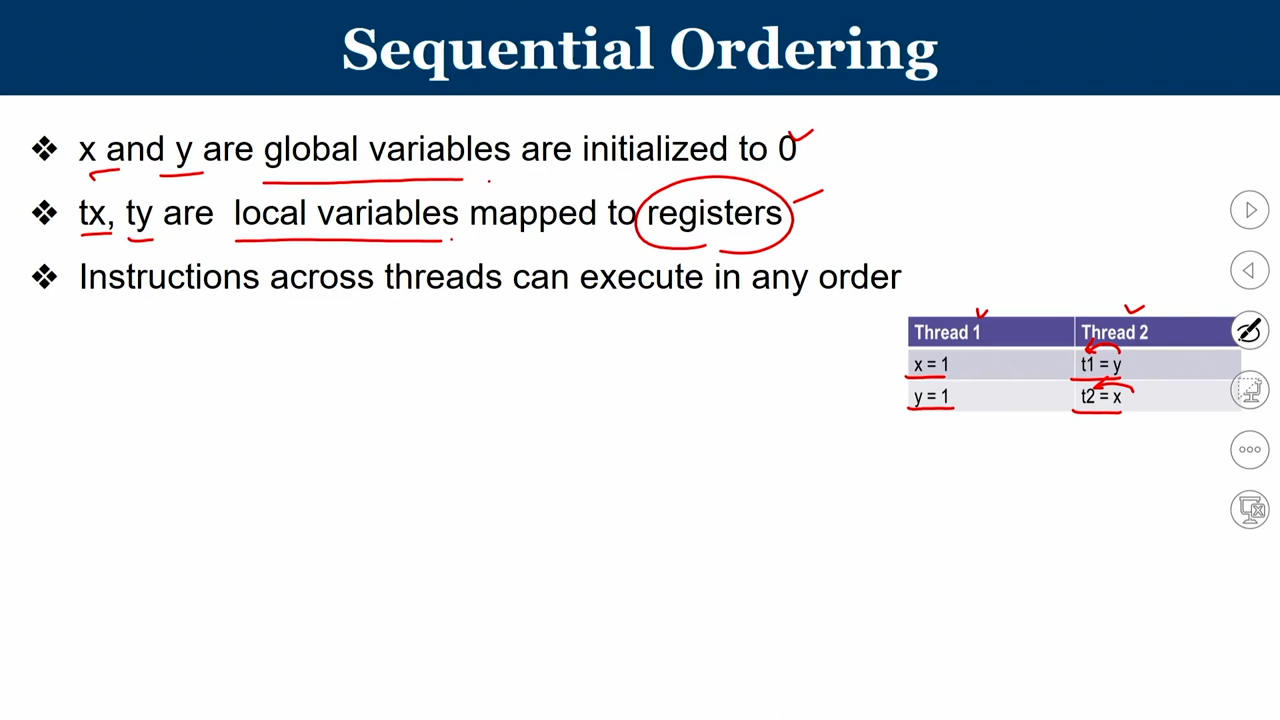 Sequential Ordering
❖ x and y are global variables are initialized to 0
❖ tx, ty are local variables mapped to registers
❖ Instructions across threads can execute in any order
Thread 1 Thread 2
x = 1 t1 = y
y = 1 t2 = x